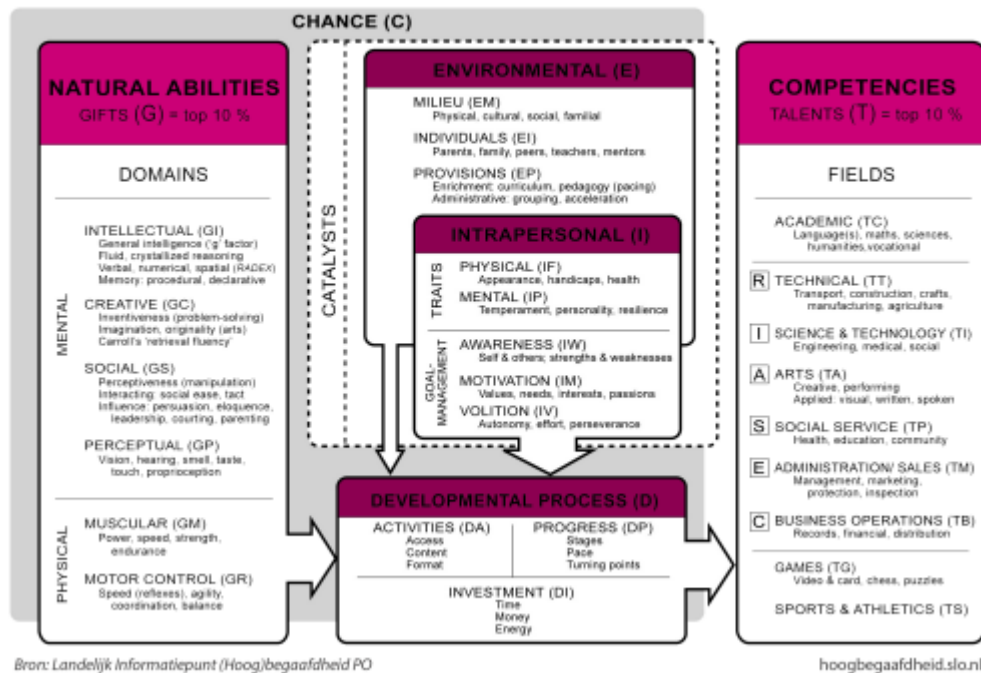 CHANCE (C)
NATURAL ABILITIES
GIFTS (G) = top 10 %
DOMAINS
MENTAL
INTELLECTUAL (GI)
General intelligence ('g' factor)
Fluid, crystallized reasoning
Verbal, numerical, spatial (RADEX)
Memory: procedural, declarative
CREATIVE (GC)
Inventiveness (problem-solving)
Imagination, originality (arts)
Carroll's 'retrieval fluency'
SOCIAL (GS)
Perceptiveness (manipulation)
Interacting: social ease, tact
Influence: persuasion, eloquence,
leadership, courting, parenting
PERCEPTUAL (GP)
Vision, hearing, smell, taste,
touch, proprioception
PHYSICAL
MUSCULAR (GM)
Power, speed, strength,
endurance
MOTOR CONTROL (GR)
Speed (reflexes), agility,
coordination, balance
CATALYSTS
ENVIRONMENTAL (E)
MILIEU (EM)
Physical, cultural, social, familial
INDIVIDUALS (EI)
Parents, family, peers, teachers, mentors
PROVISIONS (EP)
Enrichment: curriculum, pedagogy (pacing)
Administrative: grouping, acceleration
INTRAPERSONAL (I)
TRAITS
PHYSICAL (IF)
Appearance, handicaps, health
MENTAL (IP)
Temperament, personality, resilience
GOAL-
MANAGEMENT
AWARENESS (IW)
Self & others; strengths & weaknesses
MOTIVATION (IM)
Values, needs, interests, passions
VOLITION (IV)
Autonomy, effort, perseverance
DEVELOPMENTAL PROCESS (D)
ACTIVITIES (DA)
Access
Content
Format
PROGRESS (DP)
Stages
Pace
Turning points
INVESTMENT (DI)
Time
Money
Energy
COMPETENCIES
TALENTS (T) = top 10 %
FIELDS
ACADEMIC (TC)
Language(s), maths, sciences,
humanities,vocational
R TECHNICAL (TT)
Transport, construction, crafts,
manufacturing, agriculture
I SCIENCE & TECHNOLOGY (TI)
Engineering, medical, social
A ARTS (TA)
Creative, performing
Applied: visual, written, spoken
S SOCIAL SERVICE (TP)
Health, education, community
E ADMINISTRATION/ SALES (TM)
Management, marketing,
protection, inspection
C BUSINESS OPERATIONS (TB)
Records, financial, distribution
GAMES (TG)
Video & card, chess, puzzles
SPORTS & ATHLETICS (TS)
Bron: Landelijk Informatiepunt (Hoog)begaafdheid PO
hoogbegaafdheid.slo.nl